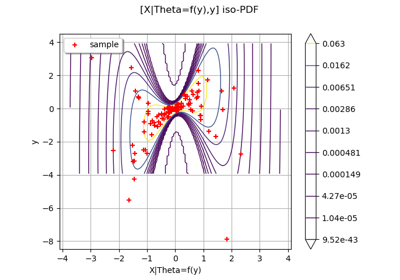 [X|Theta=f(y),y] iso-PDF
sample
4
2
0
−2
−4
−6
−8
y
−4 −3 −2 −1 0 1 2 3 4
X|Theta=f(y)
0.063
0.0162
0.00651
0.00286
0.0013
0.000481
0.000149
4.27e-05
1.04e-05
9.52e-43